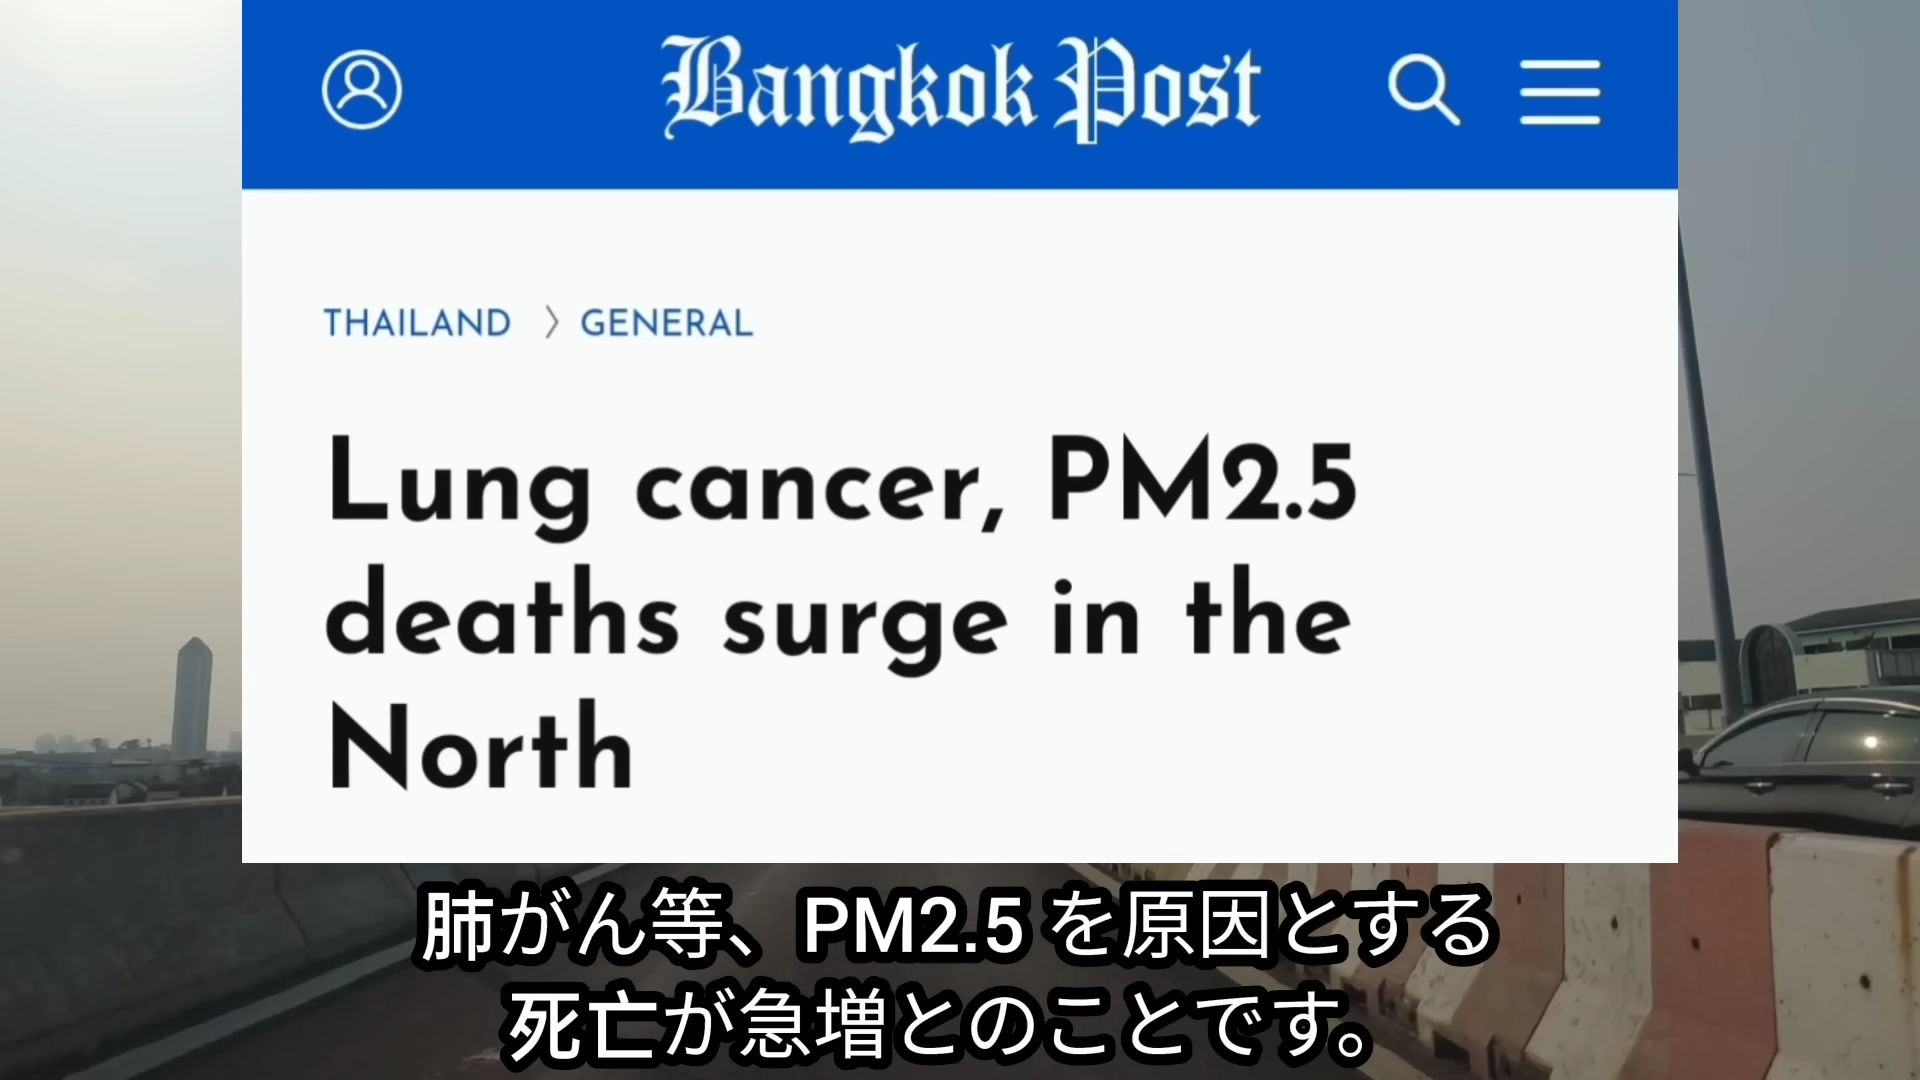 Bangkok Post
THAILAND 〉 GENERAL
Lung cancer, PM2.5
deaths surge in the
North
肺がん等、PM2.5 を原因とする
死亡が急増とのことです。